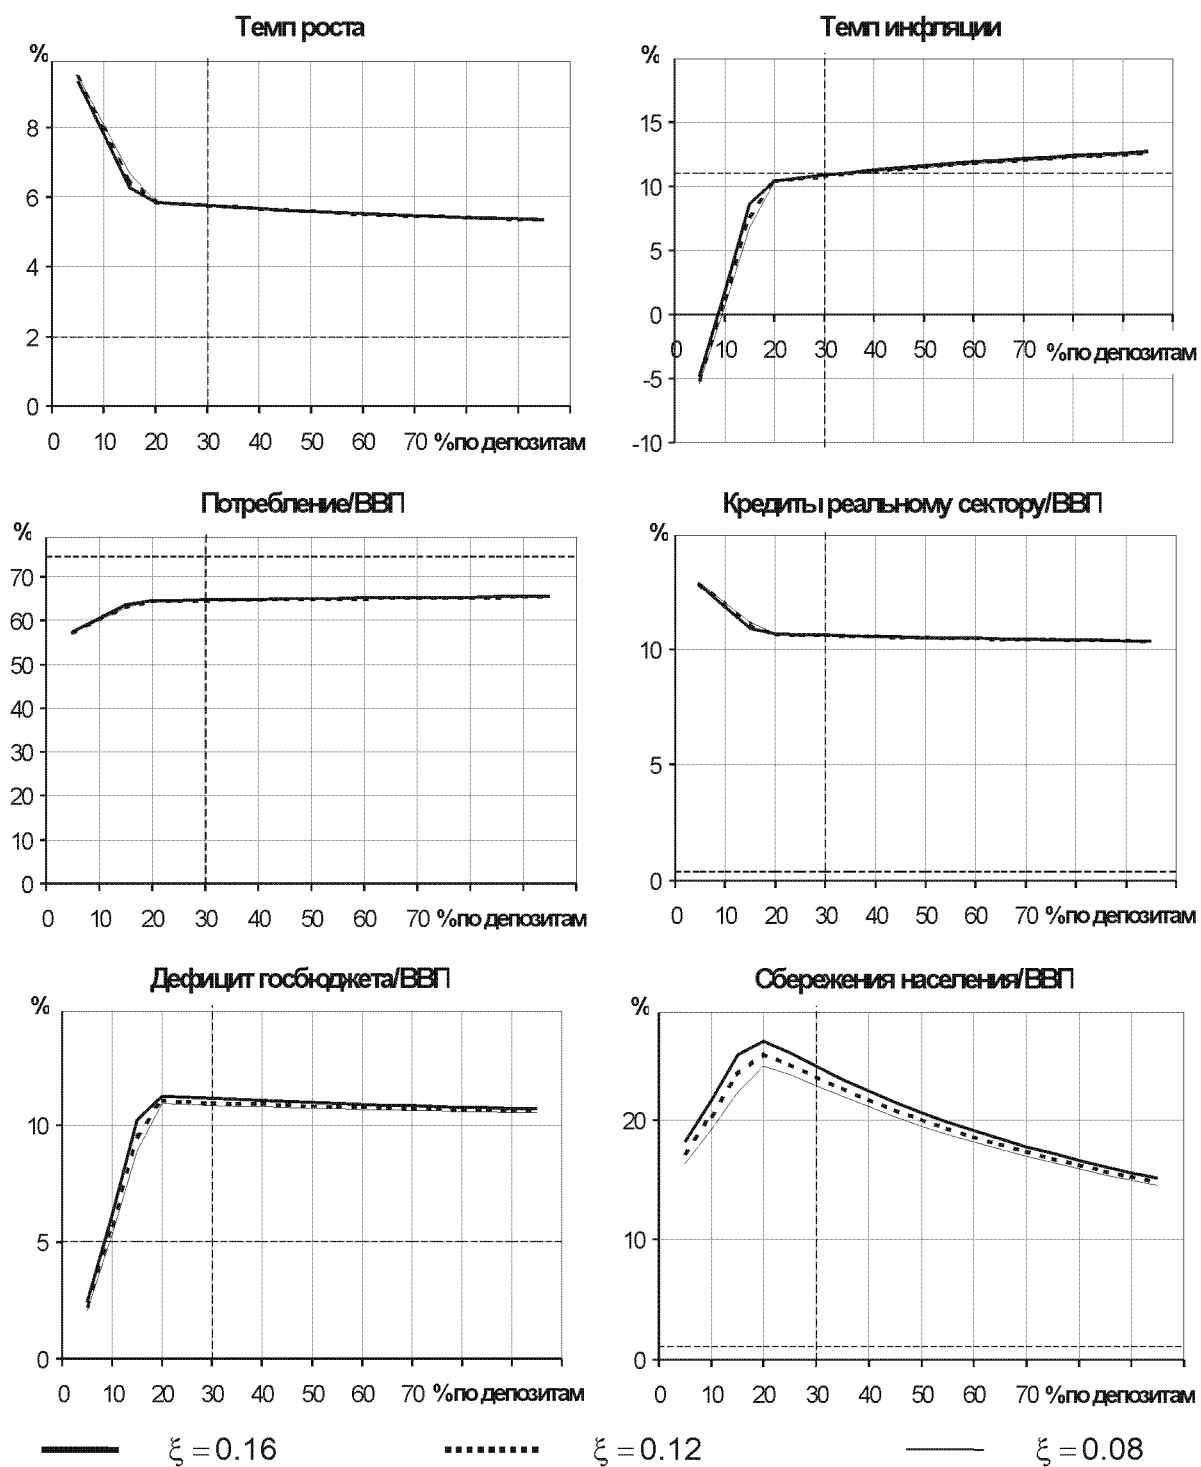 Темп роста
%
8
6
4
2
0
0 10 20 30 40 50 60 70 %по депозитам
Темп инфляции
%
15
10
5
0
-5
-10
0 10 20 30 40 50 60 70 %по депозитам
Потребление/ВВП
%
70
60
50
40
30
20
10
0
0 10 20 30 40 50 60 70 %по депозитам
Кредиты реальному сектору/ВВП
%
10
5
0
0 10 20 30 40 50 60 70 %по депозитам
Дефицит госбюджета/ВВП
%
10
5
0
0 10 20 30 40 50 60 70 %по депозитам
Сбережения населения/ВВП
%
20
10
0
0 10 20 30 40 50 60 70 %по депозитам
ξ = 0.16 ξ = 0.12 ξ = 0.08